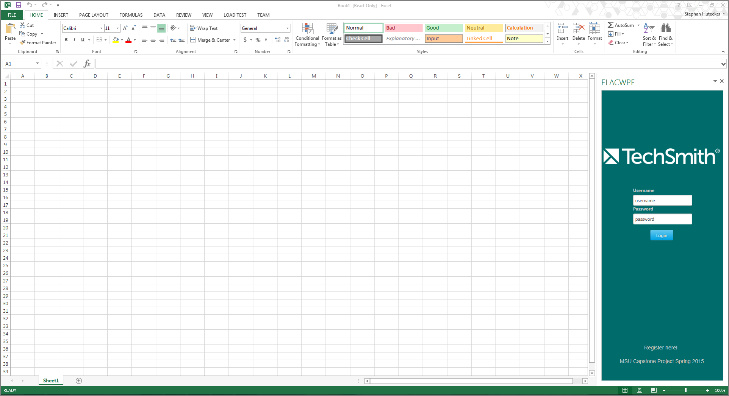 Book1 - Excel
FILE HOME INSERT PAGE LAYOUT FORMULAS DATA REVIEW VIEW LOAD TEST TEAM
Paste
Cut
Copy
Format Painter
Clipboard
Calibri 11
B I U
Font
Wrap Text
Merge & Center
Alignment
General
$ %
Number
Conditional Formatting
Format as Table
Normal Bad Good Neutral Calculation
Check Cell Explanatory ... Input Linked Cell Note
Styles
Insert Delete Format
Cells
AutoSum
Fill
Clear
Sort & Filter
Find & Select
Editing
A1
fx
A B C D E F G H I J K L M N O P Q R S T U V W X
1
2
3
4
5
6
7
8
9
10
11
12
13
14
15
16
17
18
19
20
21
22
23
24
25
26
27
28
29
30
31
32
33
34
35
36
37
38
39
ELACWPF
TechSmith®
Username
username
Password
password
Login
Register here!
MSU Capstone Project Spring 2015
Sheet1
READY
100%